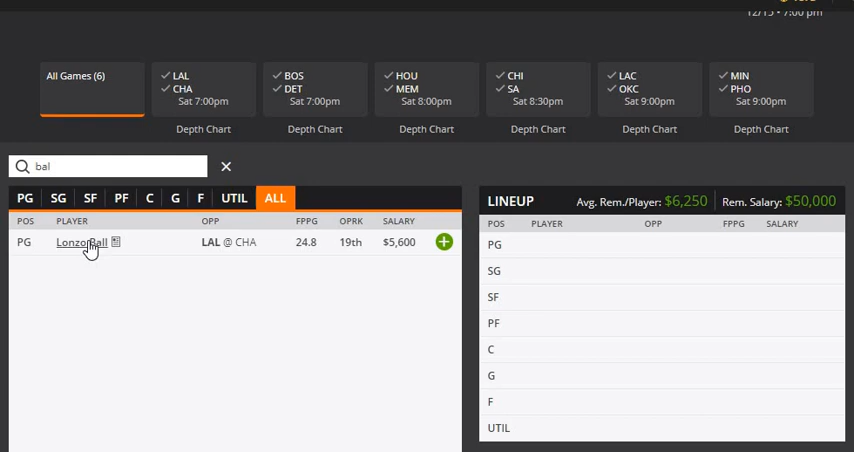 12/15 • 7:00 pm
All Games (6)
LAL
CHA
Sat 7:00pm
Depth Chart
BOS
DET
Sat 7:00pm
Depth Chart
HOU
MEM
Sat 8:00pm
Depth Chart
CHI
SA
Sat 8:30pm
Depth Chart
LAC
OKC
Sat 9:00pm
Depth Chart
MIN
PHO
Sat 9:00pm
Depth Chart
bal
PG SG SF PF C G F UTIL ALL
POS PLAYER OPP FPPG OPRK SALARY
PG Lonzo Ball LAL @ CHA 24.8 19th $5,600
LINEUP Avg. Rem./Player: $6,250 Rem. Salary: $50,000
POS PLAYER OPP FPPG SALARY
PG
SG
SF
PF
C
G
F
UTIL